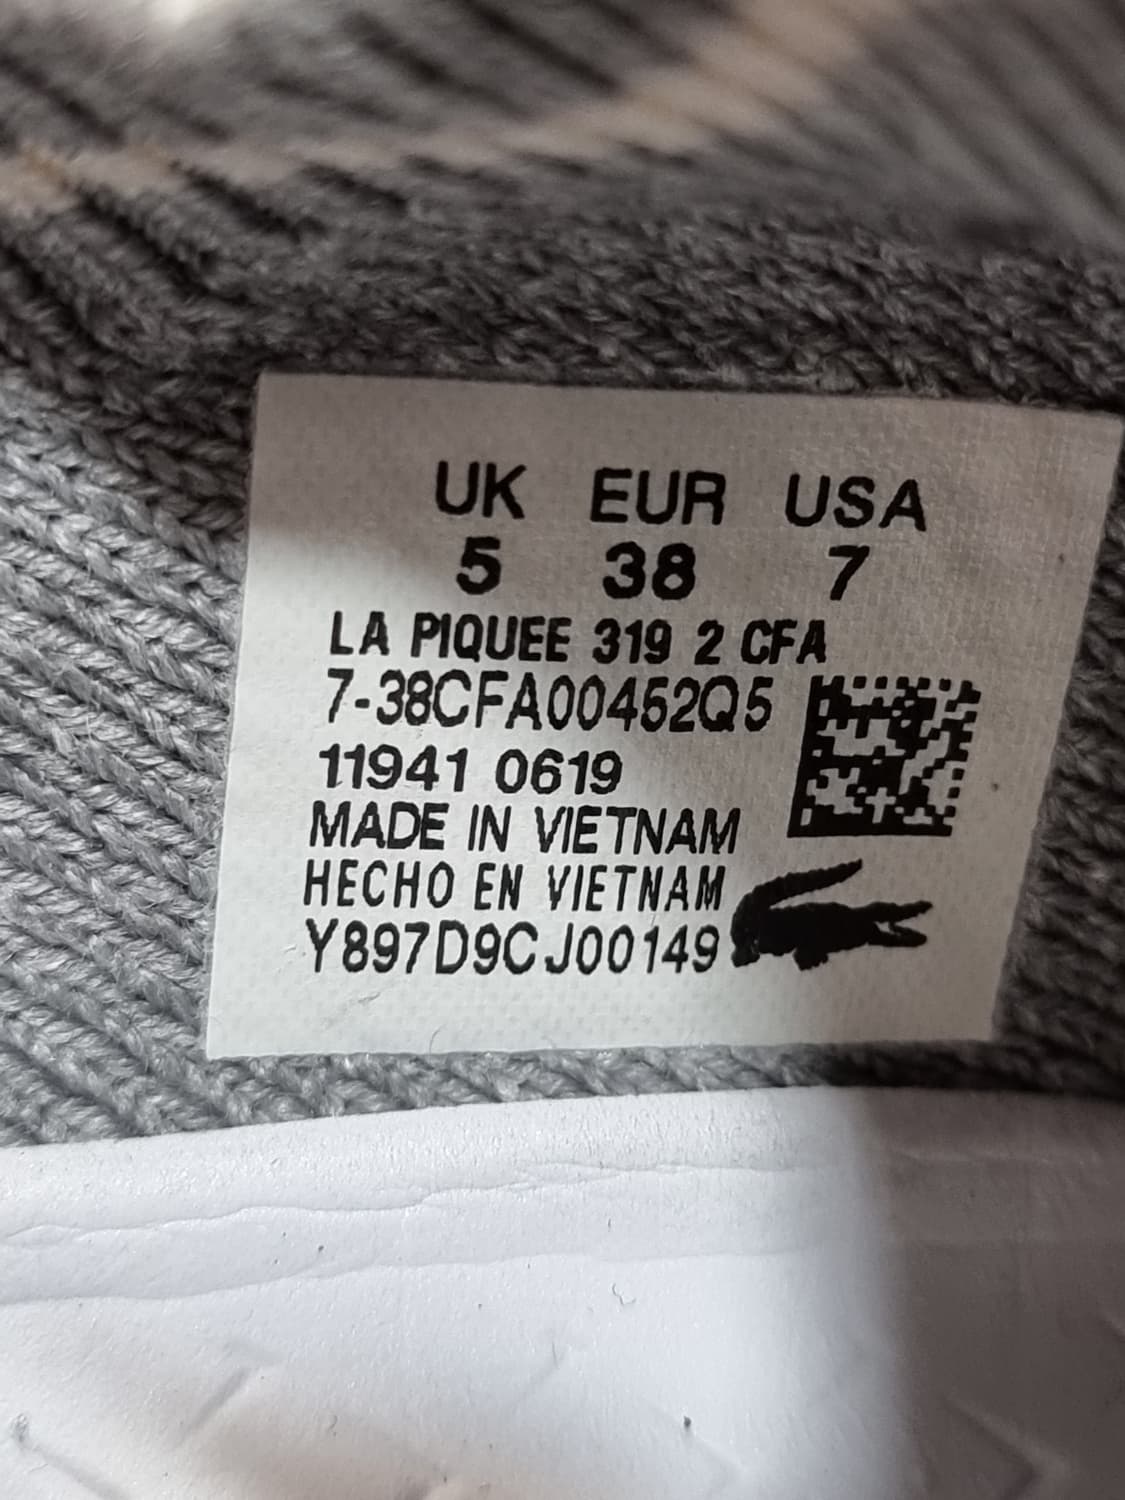 UK EUR USA
5 38 7
LA PIQUEE 319 2 CFA
7-38CFA00452Q5
11941 0619
MADE IN VIETNAM
HECHO EN VIETNAM
Y897D9CJ00149